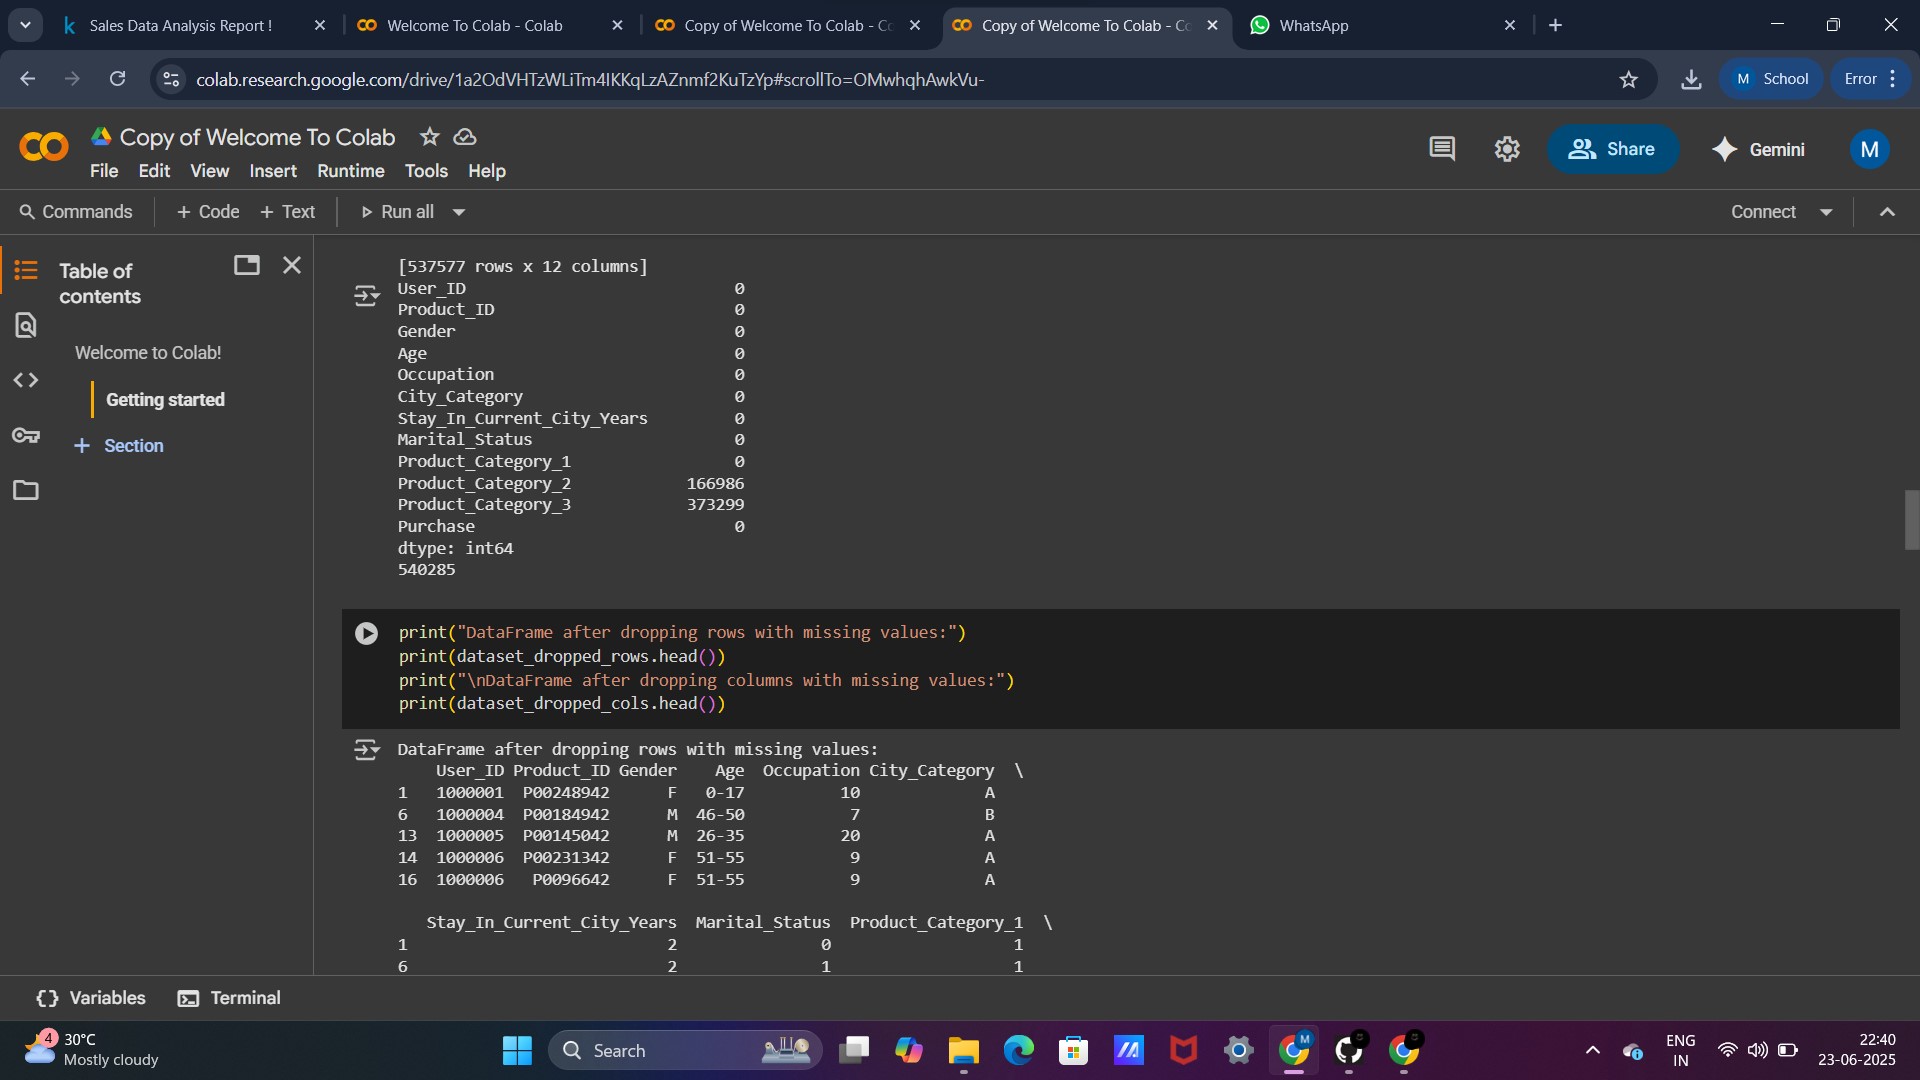 Sales Data Analysis Report !
Welcome To Colab - Colab
Copy of Welcome To Colab - Co
Copy of Welcome To Colab - Co
WhatsApp
colab.research.google.com/drive/1a2OdVHTzWLiTm4IKKqLzAZnmf2KuTzYp#scrollTo=OMwhqhAwkVu-
M School
Error
Copy of Welcome To Colab
File Edit View Insert Runtime Tools Help
Share
Gemini
M
Commands
+ Code + Text
Run all
Connect
Table of
contents
Welcome to Colab!
Getting started
+ Section
[537577 rows x 12 columns]
User_ID 0
Product_ID 0
Gender 0
Age 0
Occupation 0
City_Category 0
Stay_In_Current_City_Years 0
Marital_Status 0
Product_Category_1 0
Product_Category_2 166986
Product_Category_3 373299
Purchase 0
dtype: int64
540285
print("DataFrame after dropping rows with missing values:")
print(dataset_dropped_rows.head())
print("\nDataFrame after dropping columns with missing values:")
print(dataset_dropped_cols.head())
DataFrame after dropping rows with missing values:
User_ID Product_ID Gender Age Occupation City_Category \
1 1000001 P00248942 F 0-17 10 A
6 1000004 P00184942 M 46-50 7 B
13 1000005 P00145042 M 26-35 20 A
14 1000006 P00231342 F 51-55 9 A
16 1000006 P0096642 F 51-55 9 A
Stay_In_Current_City_Years Marital_Status Product_Category_1 \
1 2 0 1
6 2 1 1
{} Variables
Terminal
4
30°C
Mostly cloudy
Search
M
ENG
IN
22:40
23-06-2025